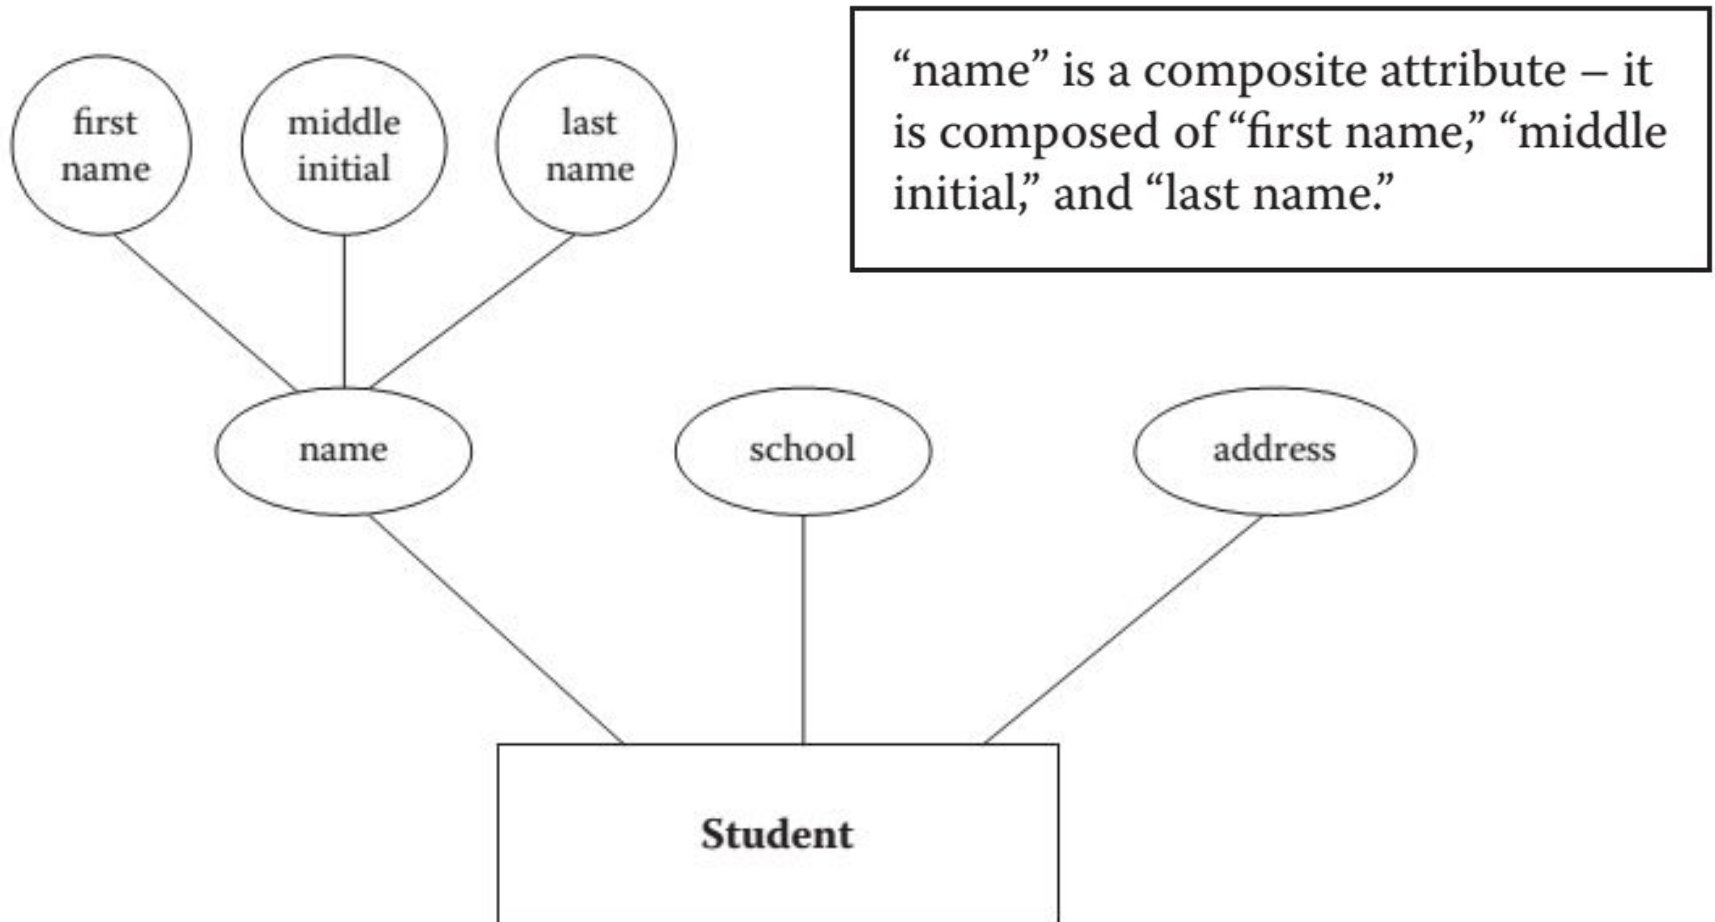 “name” is a composite attribute – it
is composed of “first name,” “middle
initial,” and “last name.”
first
name
middle
initial
last
name
name
school
address
Student